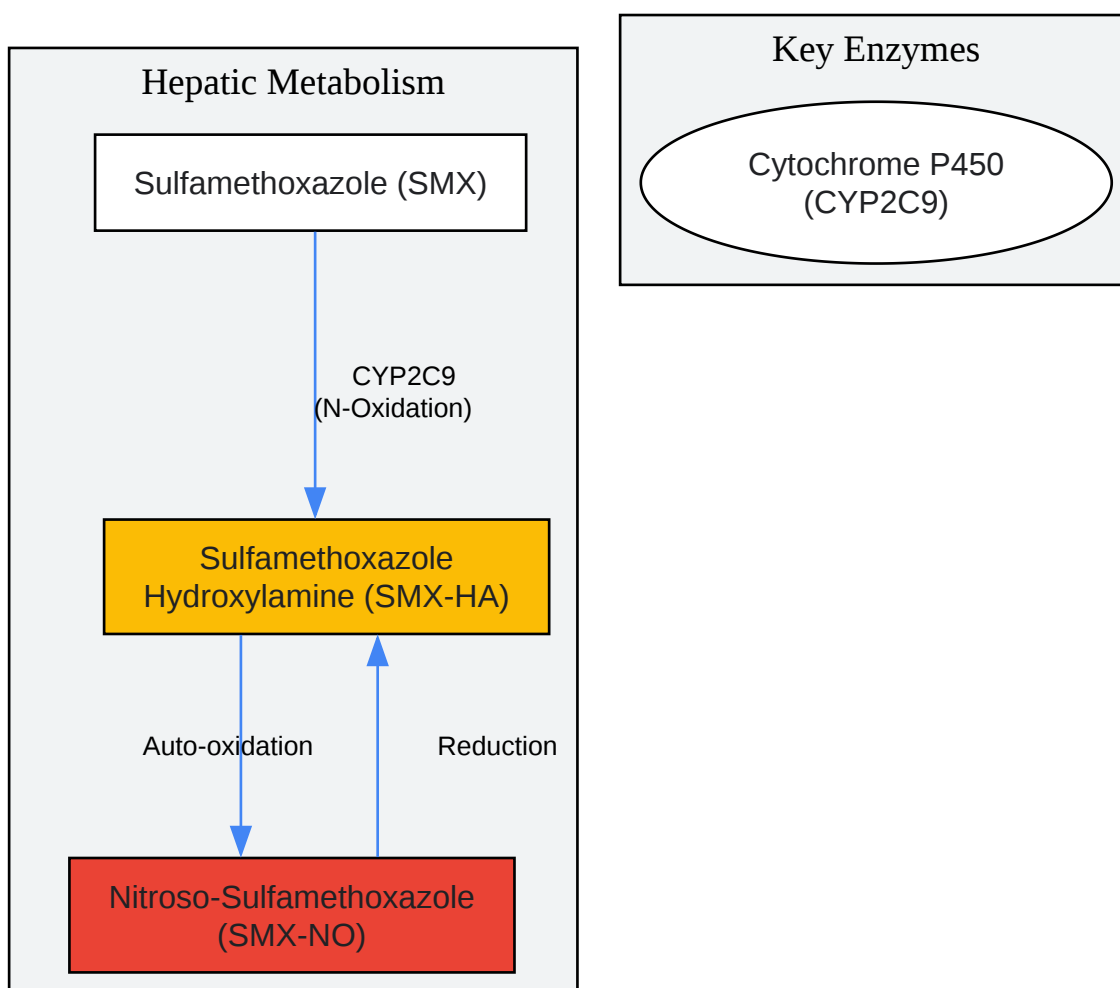 Hepatic Metabolism
Sulfamethoxazole (SMX)
CYP2C9
(N-Oxidation)
Sulfamethoxazole
Hydroxylamine (SMX-HA)
Auto-oxidation
Reduction
Nitroso-Sulfamethoxazole
(SMX-NO)
Key Enzymes
Cytochrome P450
(CYP2C9)